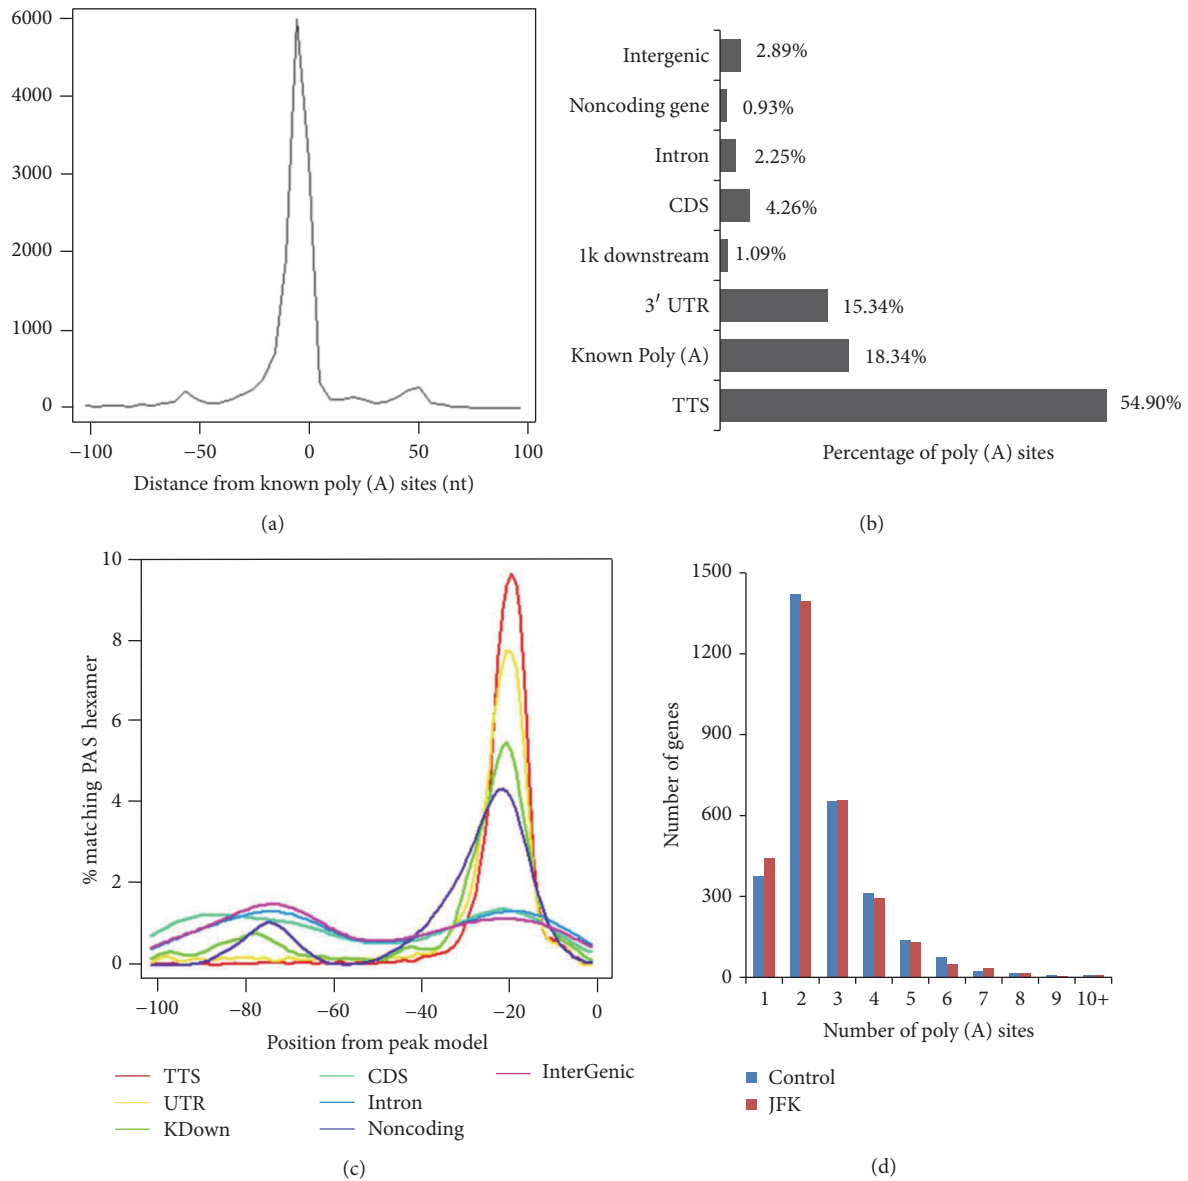 6000
4000
3000
2000
1000
0
−100
−50
0
50
100
Distance from known poly (A) sites (nt)
(a)
Intergenic
2.89%
Noncoding gene
0.93%
Intron
2.25%
CDS
4.26%
1k downstream
1.09%
3′ UTR
15.34%
Known Poly (A)
18.34%
TTS
54.90%
Percentage of poly (A) sites
(b)
% matching PAS hexamer
10
8
6
4
2
0
−100
−80
−60
−40
−20
0
Position from peak model
TTS
UTR
KDown
CDS
Intron
Noncoding
InterGenic
(c)
Number of genes
1500
1200
900
600
300
0
1
2
3
4
5
6
7
8
9
10+
Number of poly (A) sites
Control
JFK
(d)